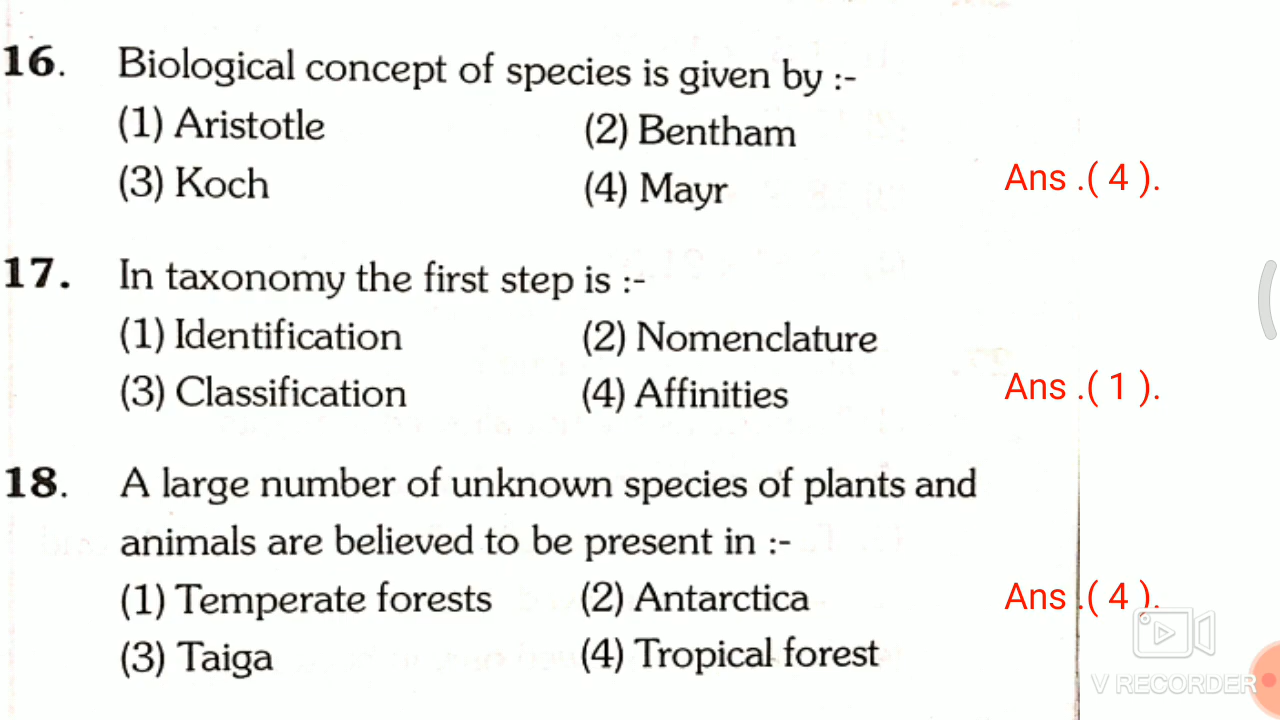 16. Biological concept of species is given by :-
(1) Aristotle (2) Bentham
(3) Koch (4) Mayr Ans .( 4 ).
17. In taxonomy the first step is :-
(1) Identification (2) Nomenclature
(3) Classification (4) Affinities Ans .( 1 ).
18. A large number of unknown species of plants and
animals are believed to be present in :-
(1) Temperate forests (2) Antarctica Ans .( 4 ).
(3) Taiga (4) Tropical forest
V RECORDER